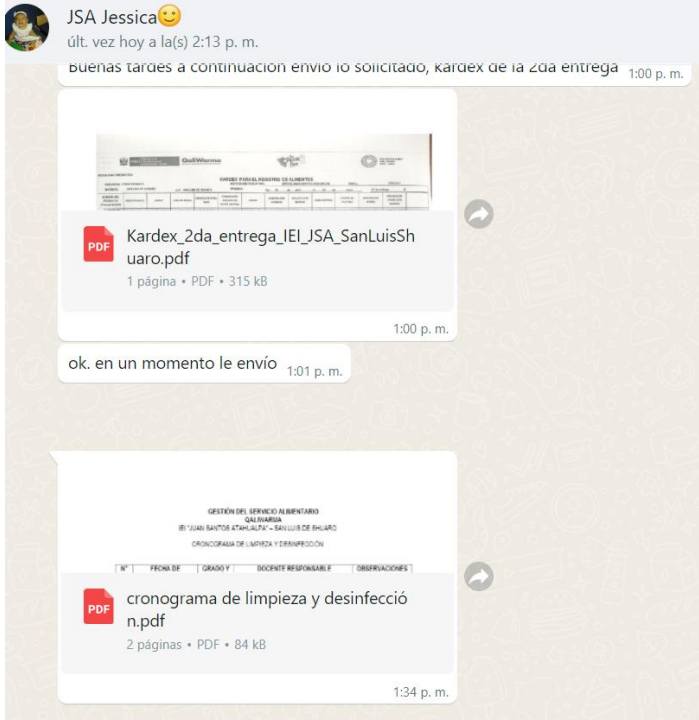 JSA Jessica🙂
últ. vez hoy a la(s) 2:13 p. m.
Buenas tardes a continuación envío lo solicitado, kardex de la 2da entrega 1:00 p. m.
QaliWarma
KARDEX PARA EL REGISTRO DE ALIMENTOS
PDF
Kardex_2da_entrega_IEI_JSA_SanLuisSh
uaro.pdf
1 página • PDF • 315 kB
1:00 p. m.
ok. en un momento le envío 1:01 p. m.
GESTIÓN DEL SERVICIO ALIMENTARIO
QALIWARMA
IEI "JUAN SANTOS ATAHUALPA" – SAN LUIS DE SHUARO
CRONOGRAMA DE LIMPIEZA Y DESINFECCIÓN
N° FECHA DE GRADO Y DOCENTE RESPONSABLE OBSERVACIONES
PDF
cronograma de limpieza y desinfecció
n.pdf
2 páginas • PDF • 84 kB
1:34 p. m.